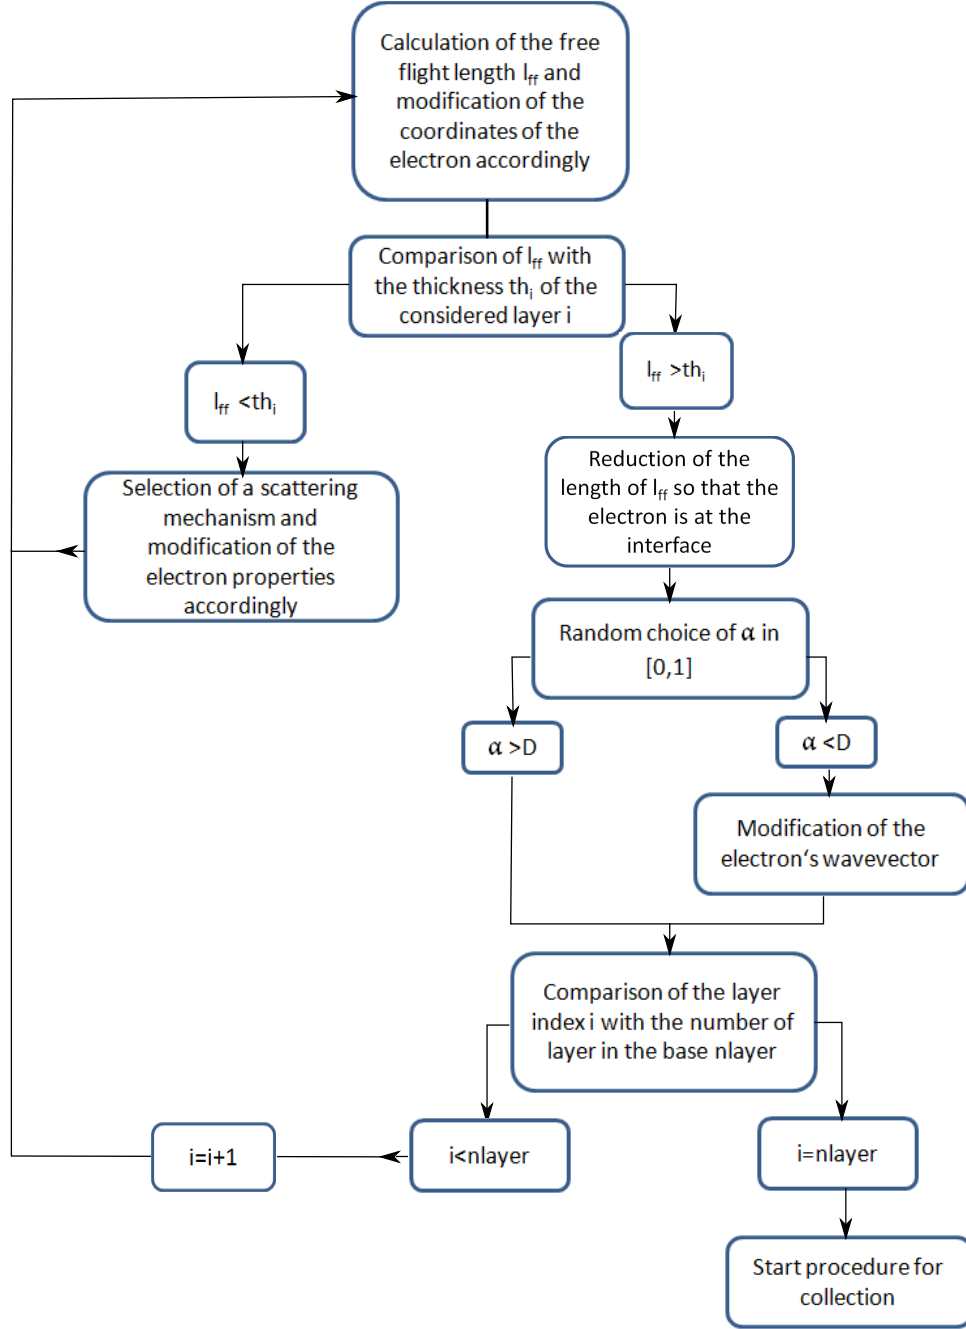 Calculation of the free
flight length lff and
modification of the
coordinates of the
electron accordingly
Comparison of lff with
the thickness thi of the
considered layer i
lff <thi
lff >thi
Selection of a scattering
mechanism and
modification of the
electron properties
accordingly
Reduction of the
length of lff so that the
electron is at the
interface
Random choice of α in
[0,1]
α >D
α <D
Modification of the
electron's wavevector
Comparison of the layer
index i with the number of
layer in the base nlayer
i=i+1
i<nlayer
i=nlayer
Start procedure for
collection